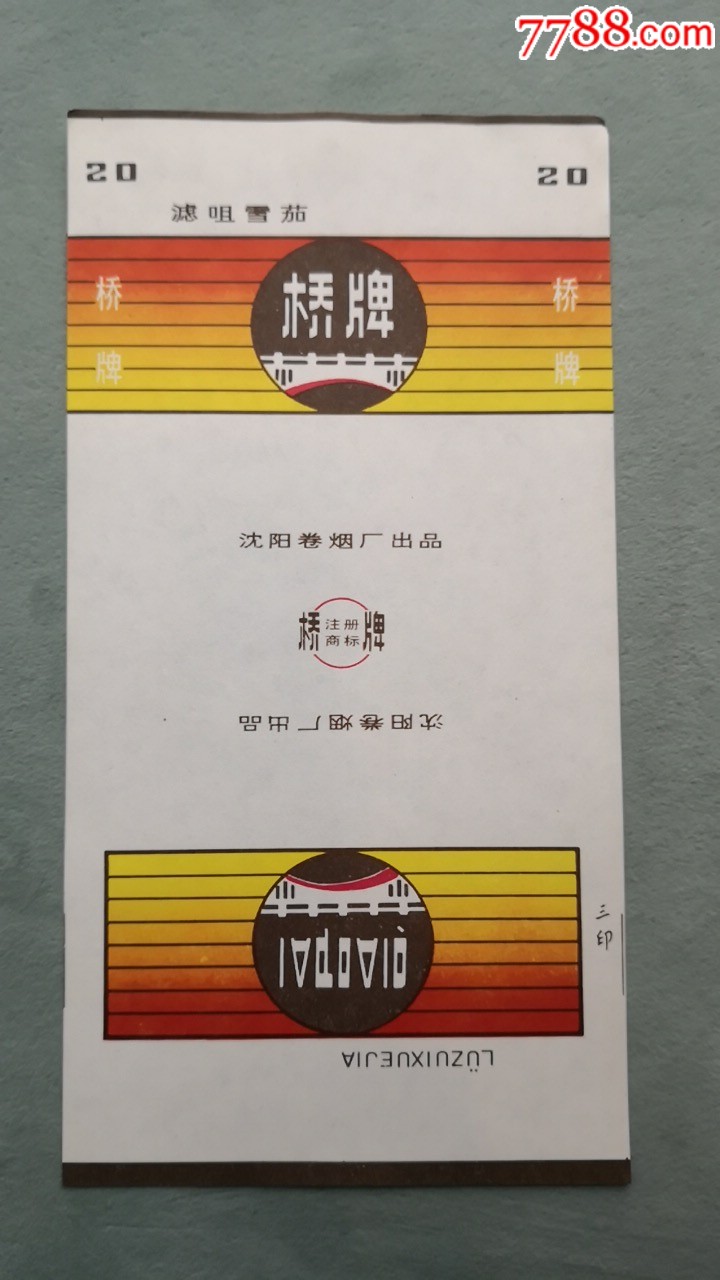 7788.com
20
20
滤咀雪茄
桥牌
桥牌
桥牌
沈阳卷烟厂出品
桥牌
注册
商标
沈阳卷烟厂出品
三印
QIAOPAI
LÜZUIXUEJIA